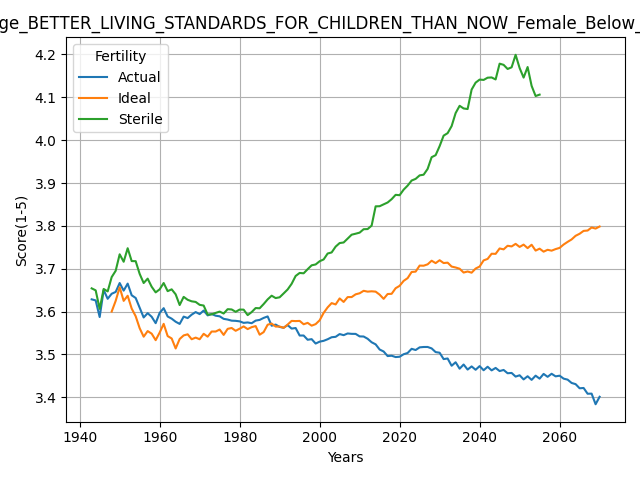 ge_BETTER_LIVING_STANDARDS_FOR_CHILDREN_THAN_NOW_Female_Below_
Fertility
Actual
Ideal
Sterile
Score(1-5)
4.2
4.1
4.0
3.9
3.8
3.7
3.6
3.5
3.4
1940 1960 1980 2000 2020 2040 2060
Years